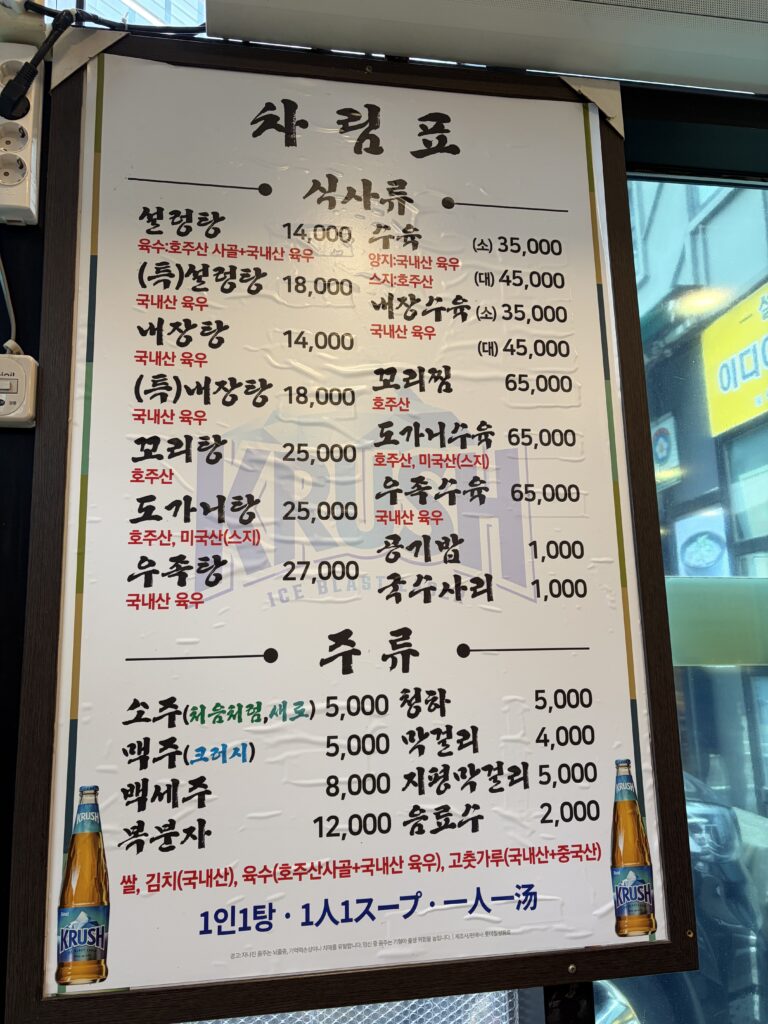 차림표
식사류
설렁탕 14,000
육수:호주산 사골+국내산 육우
(특)설렁탕 18,000
국내산 육우
내장탕 14,000
국내산 육우
(특)내장탕 18,000
국내산 육우
꼬리탕 25,000
호주산
도가니탕 25,000
호주산, 미국산(스지)
우족탕 27,000
국내산 육우
수육 (소) 35,000
양지:국내산 육우
스지:호주산 (대) 45,000
내장수육 (소) 35,000
국내산 육우
(대) 45,000
꼬리찜 65,000
호주산
도가니수육 65,000
호주산, 미국산(스지)
우족수육 65,000
국내산 육우
공기밥 1,000
국수사리 1,000
KRUSH
ICE BLAST
주류
소주(처음처럼,새로) 5,000
맥주(크러시) 5,000
백세주 8,000
복분자 12,000
청하 5,000
막걸리 4,000
지평막걸리 5,000
음료수 2,000
쌀, 김치(국내산), 육수(호주산사골+국내산 육우), 고춧가루(국내산+중국산)
1인1탕 · 1人1スープ · 一人一汤
KRUSH
KRUSH
KRUSH
KRUSH
이디야